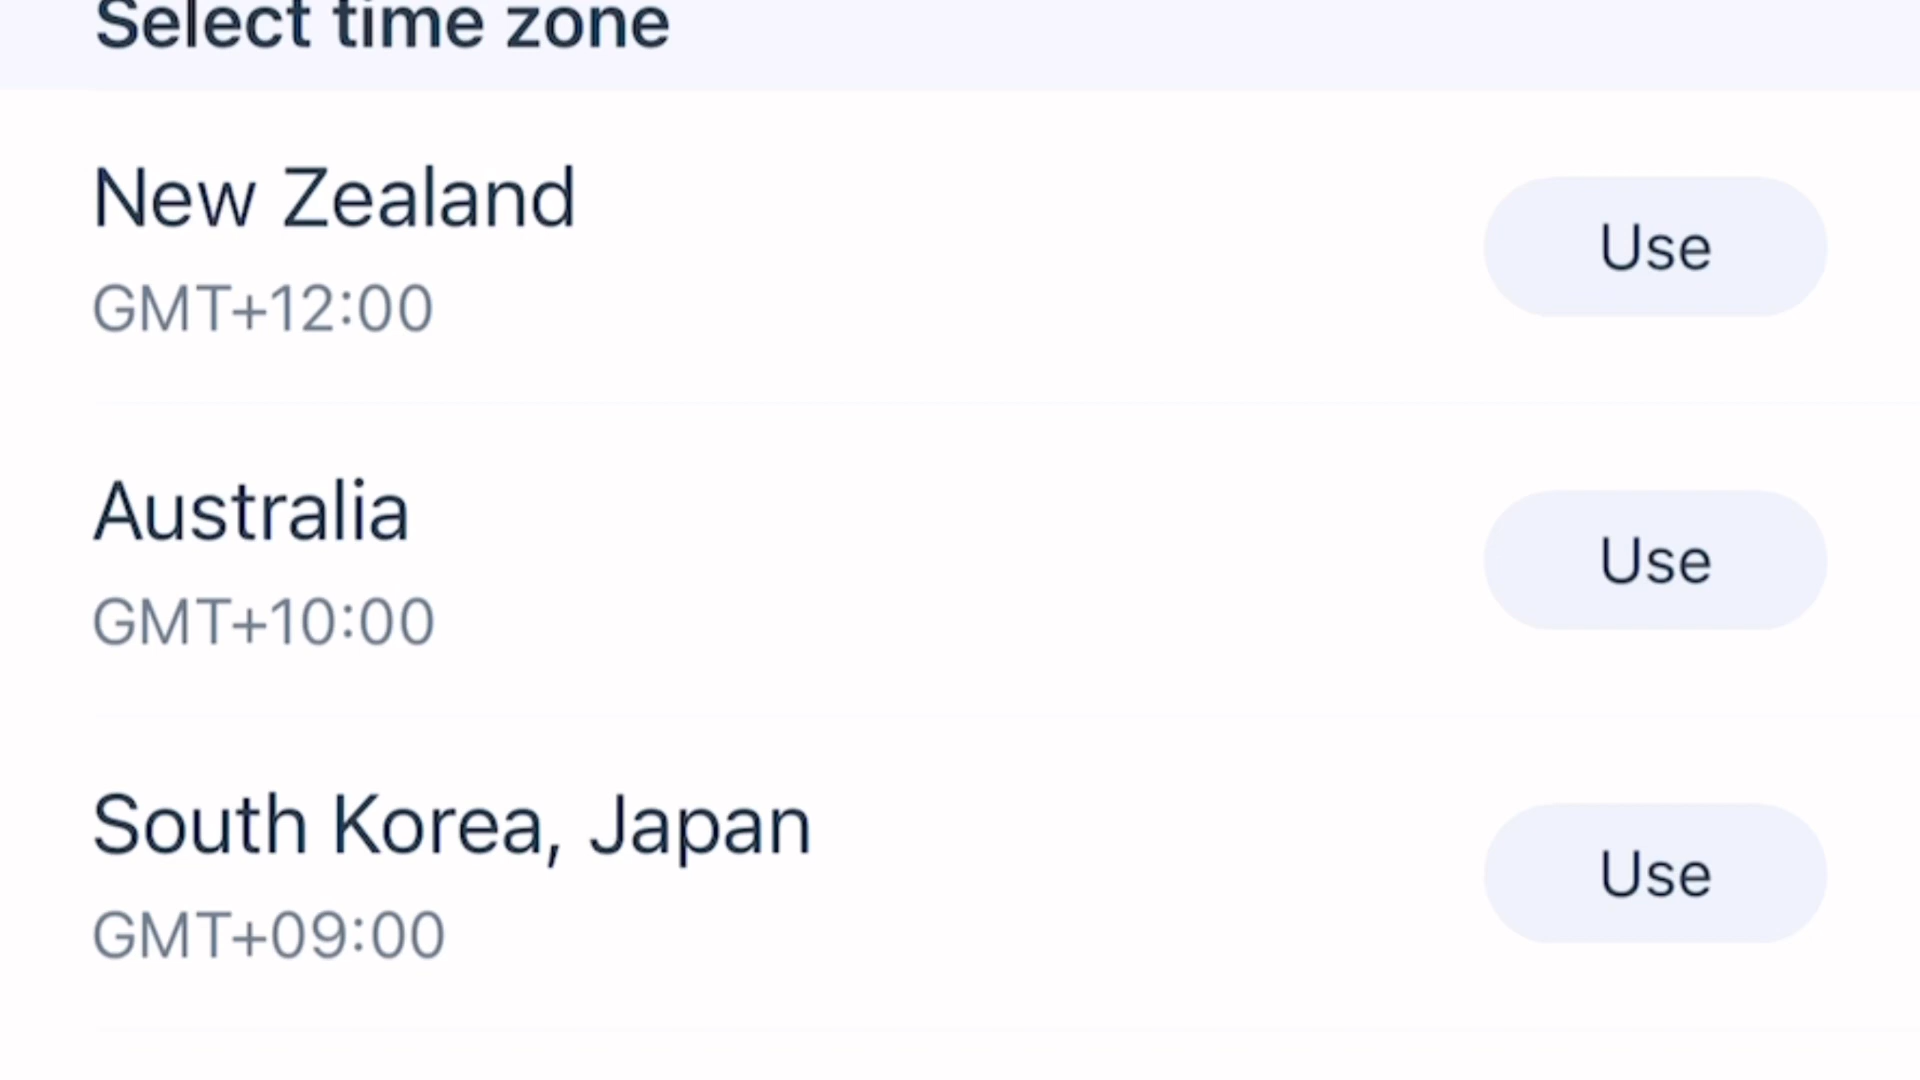 Select time zone
New Zealand
GMT+12:00
Use
Australia
GMT+10:00
Use
South Korea, Japan
GMT+09:00
Use